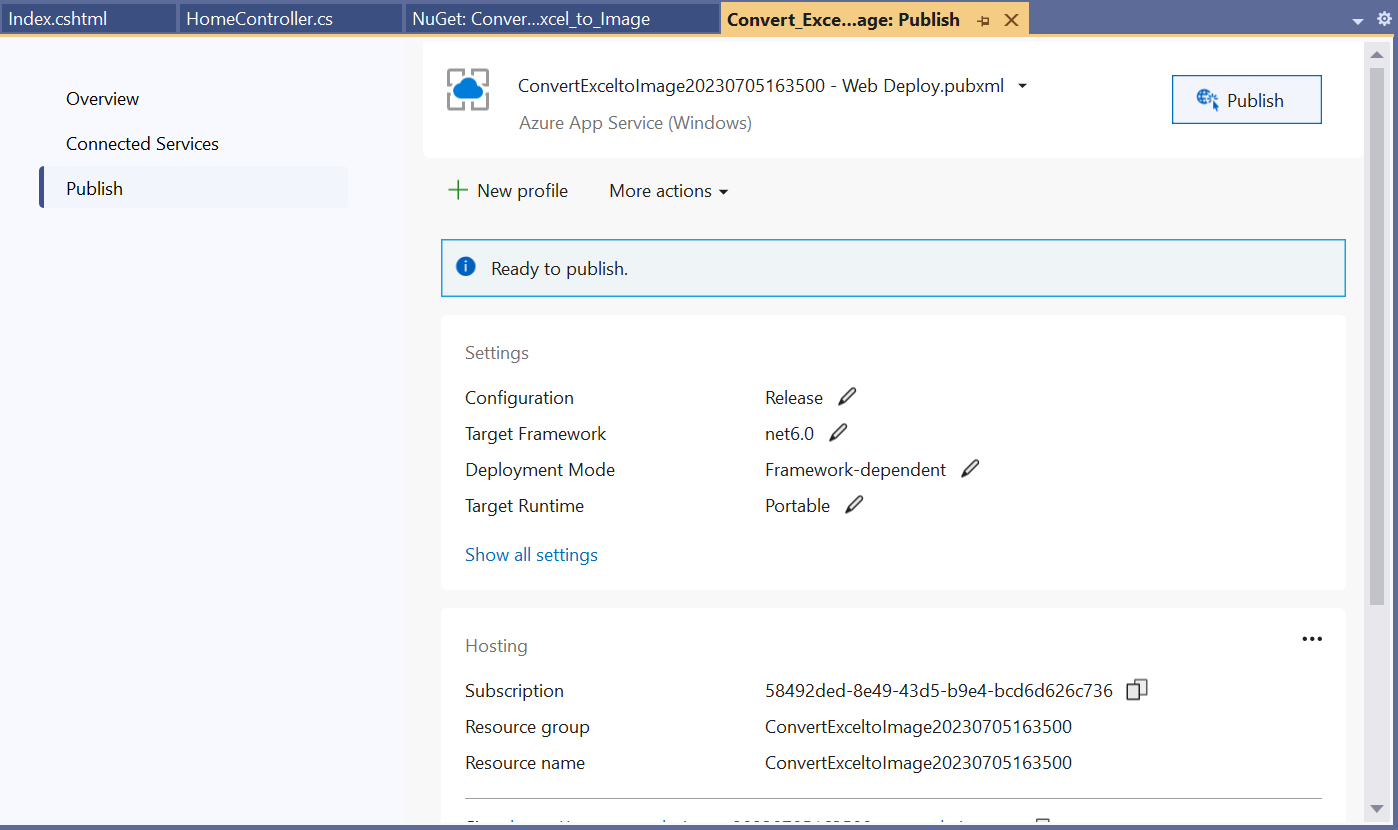 Index.cshtml
HomeController.cs
NuGet: Conver...xcel_to_Image
Convert_Exce...age: Publish
Overview
Connected Services
Publish
ConvertExceltoImage20230705163500 - Web Deploy.pubxml
Azure App Service (Windows)
Publish
New profile
More actions
Ready to publish.
Settings
Configuration Release
Target Framework net6.0
Deployment Mode Framework-dependent
Target Runtime Portable
Show all settings
Hosting
Subscription 58492ded-8e49-43d5-b9e4-bcd6d626c736
Resource group ConvertExceltoImage20230705163500
Resource name ConvertExceltoImage20230705163500